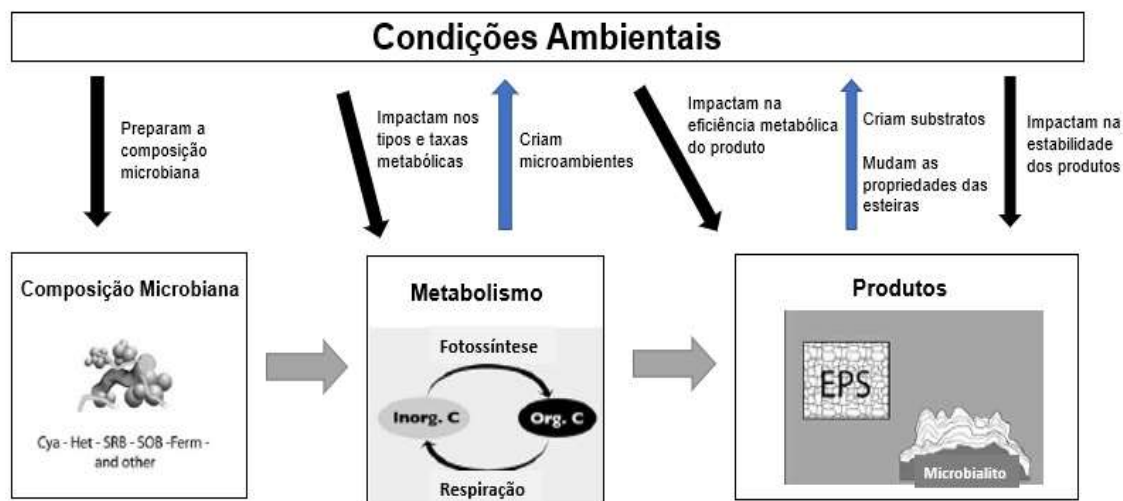 Condições Ambientais
Preparam a
composição
microbiana
Impactam nos
tipos e taxas
metabólicas
Criam
microambientes
Impactam na
eficiência metabólica
do produto
Criam substratos
Mudam as
propriedades das
esteiras
Impactam na
estabilidade
dos produtos
Composição Microbiana
Cya - Het - SRB - SOB -Ferm -
and other
Metabolismo
Fotossíntese
Inorg. C
Org. C
Respiração
Produtos
EPS
Microbialito